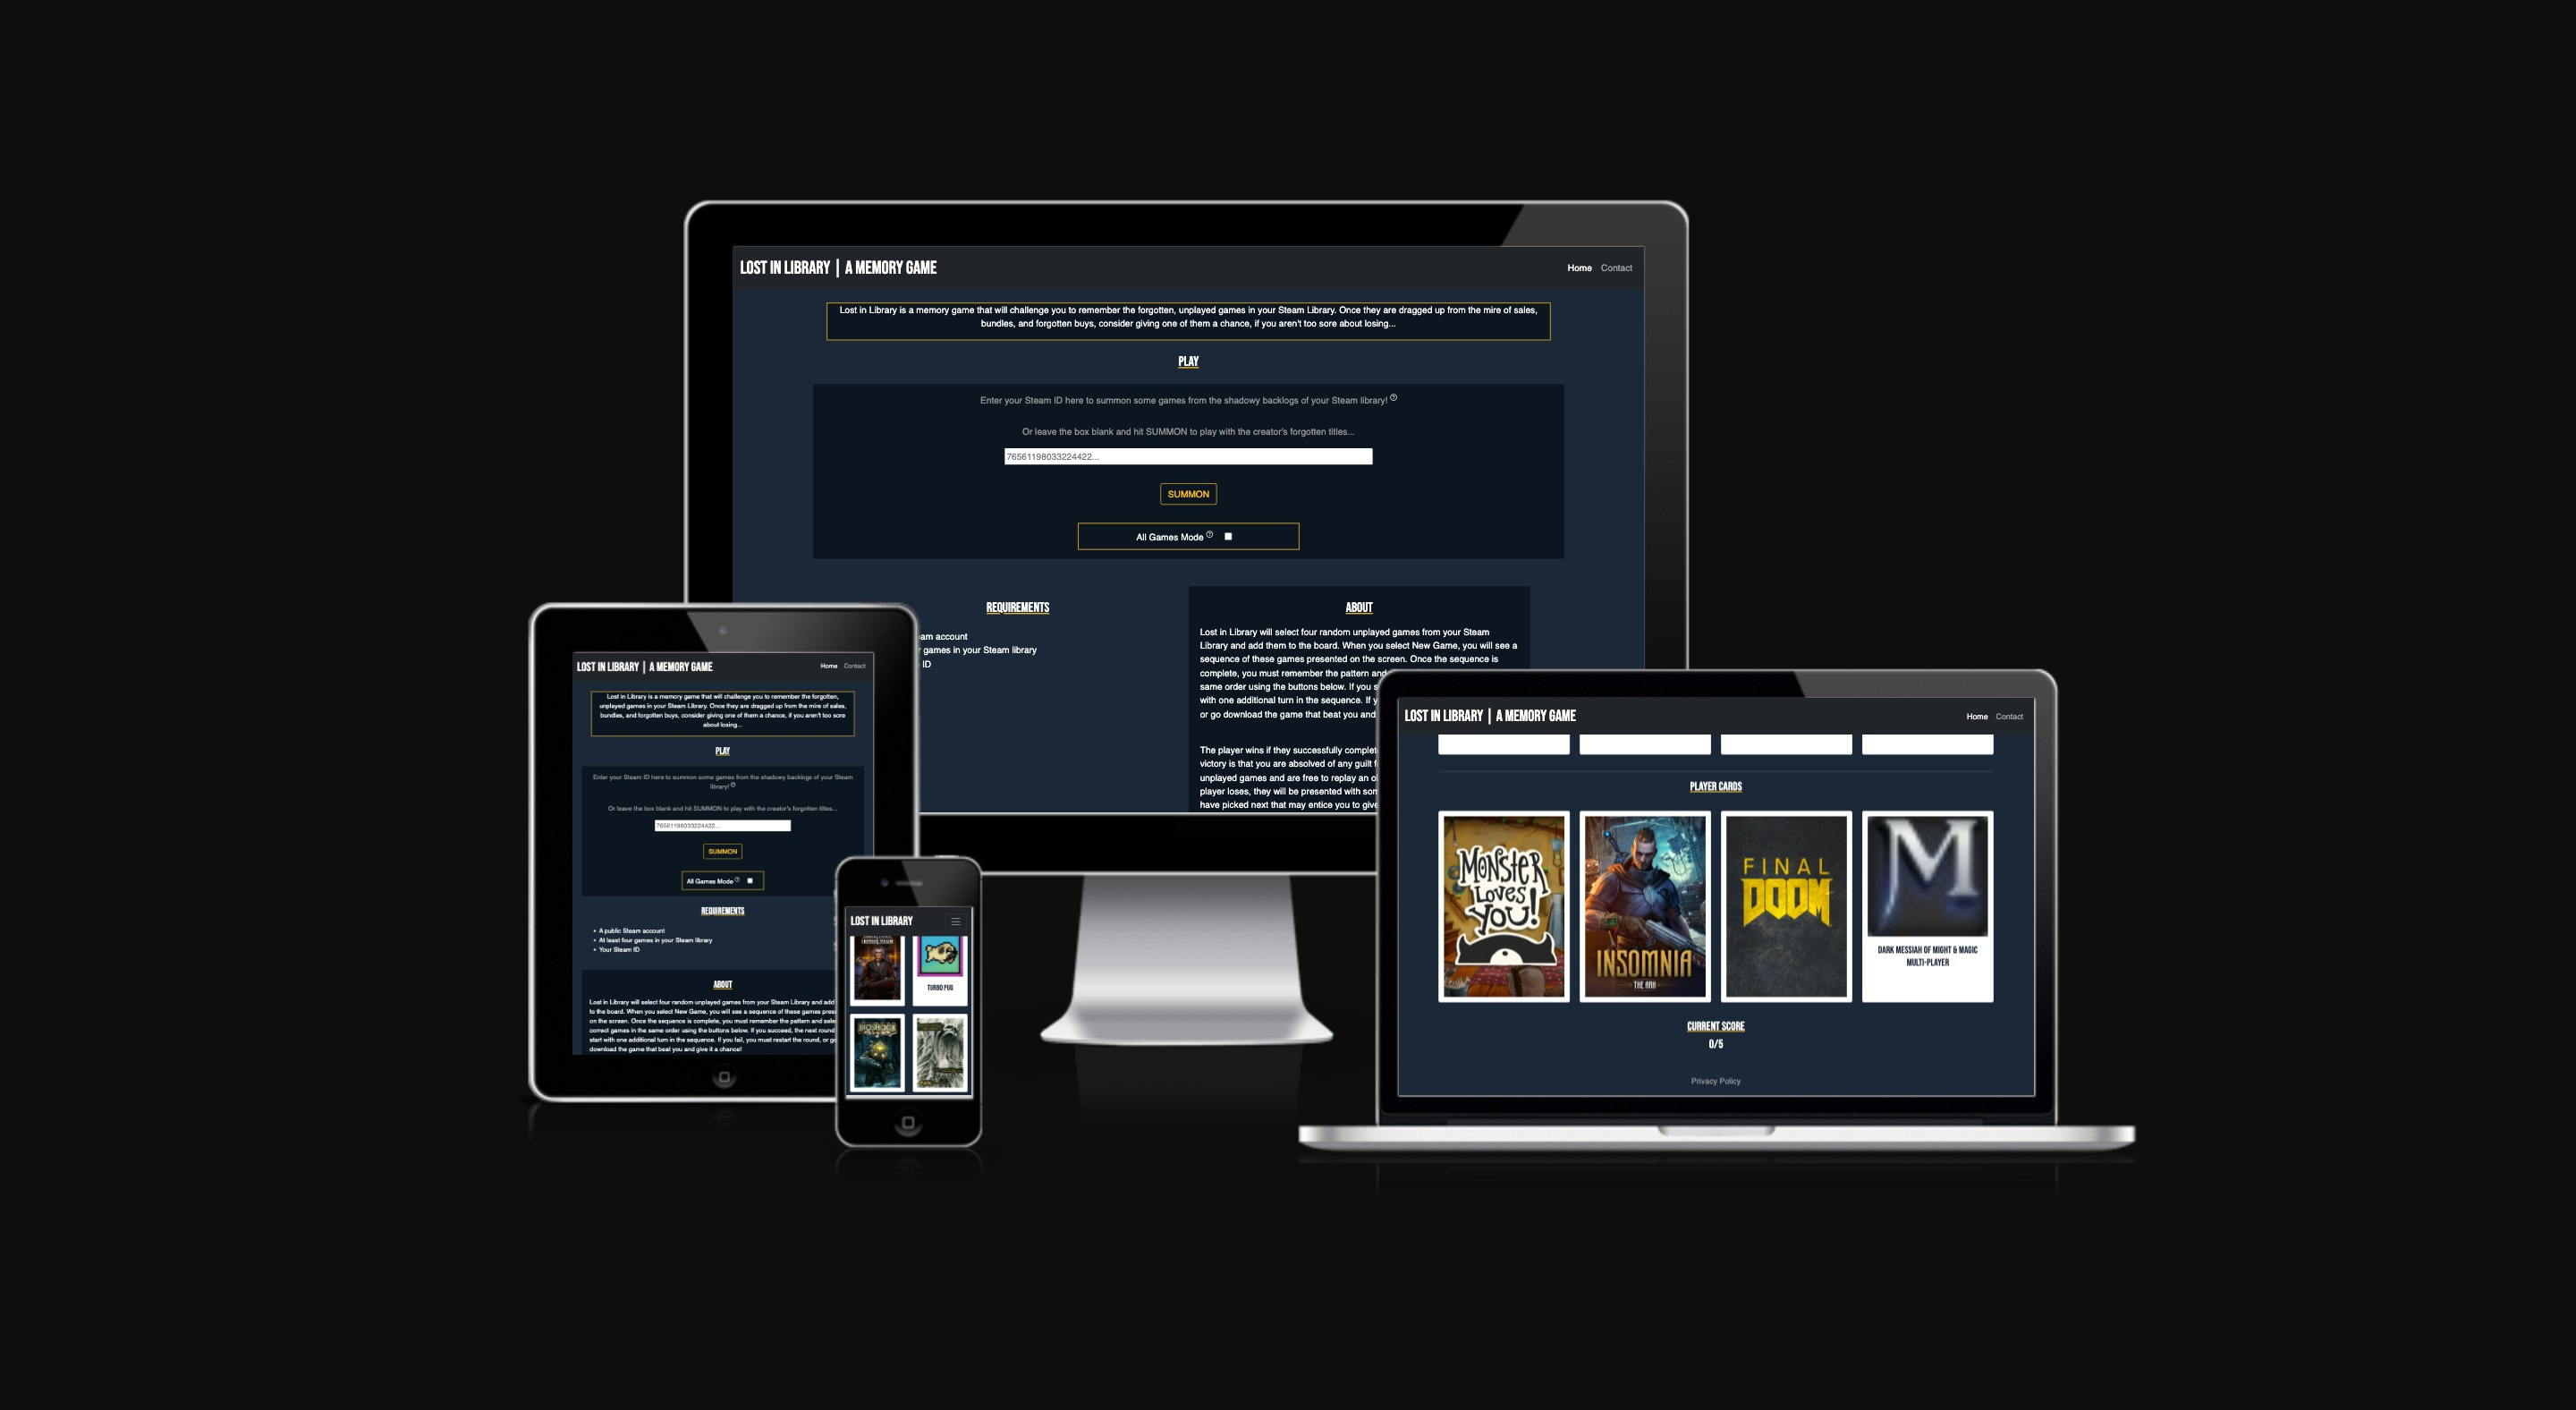 LOST IN LIBRARY | A MEMORY GAME
Home Contact
Lost in Library is a memory game that will challenge you to remember the forgotten, unplayed games in your Steam Library. Once they are dragged up from the mire of sales,
bundles, and forgotten buys, consider giving one of them a chance, if you aren't too sore about losing...
PLAY
Enter your Steam ID here to summon some games from the shadowy backlogs of your Steam library!
Or leave the box blank and hit SUMMON to play with the creator's forgotten titles...
76561198033224422...
SUMMON
All Games Mode
REQUIREMENTS
am account
games in your Steam library
ID
ABOUT
Lost in Library will select four random unplayed games from your Steam
Library and add them to the board. When you select New Game, you will see a
sequence of these games presented on the screen. Once the sequence is
complete, you must remember the pattern and
same order using the buttons below. If you s
with one additional turn in the sequence. If y
or go download the game that beat you and
The player wins if they successfully complet
victory is that you are absolved of any guilt
unplayed games and are free to replay an o
player loses, they will be presented with som
have picked next that may entice you to give
LOST IN LIBRARY | A MEMORY GAME
Home Contact
Lost in Library is a memory game that will challenge you to remember the forgotten,
unplayed games in your Steam Library. Once they are dragged up from the mire of sales,
bundles, and forgotten buys, consider giving one of them a chance, if you aren't too sore
about losing...
PLAY
Enter your Steam ID here to summon some games from the shadowy backlogs of your Steam
library!
Or leave the box blank and hit SUMMON to play with the creator's forgotten titles...
76561198033224422...
SUMMON
All Games Mode
REQUIREMENTS
A public Steam account
At least four games in your Steam library
Your Steam ID
ABOUT
Lost in Library will select four random unplayed games from your Steam Library and add
to the board. When you select New Game, you will see a sequence of these games pres
on the screen. Once the sequence is complete, you must remember the pattern and sele
correct games in the same order using the buttons below. If you succeed, the next round
start with one additional turn in the sequence. If you fail, you must restart the round, or g
download the game that beat you and give it a chance!
LOST IN LIBRARY
TURBO PUG
BIOSHOCK
LOST IN LIBRARY | A MEMORY GAME
Home Contact
PLAYER CARDS
MONSTER
LOVES
YOU!
INSOMNIA
THE ARK
FINAL
DOOM
M
DARK MESSIAH OF MIGHT & MAGIC
MULTI-PLAYER
CURRENT SCORE
0/5
Privacy Policy